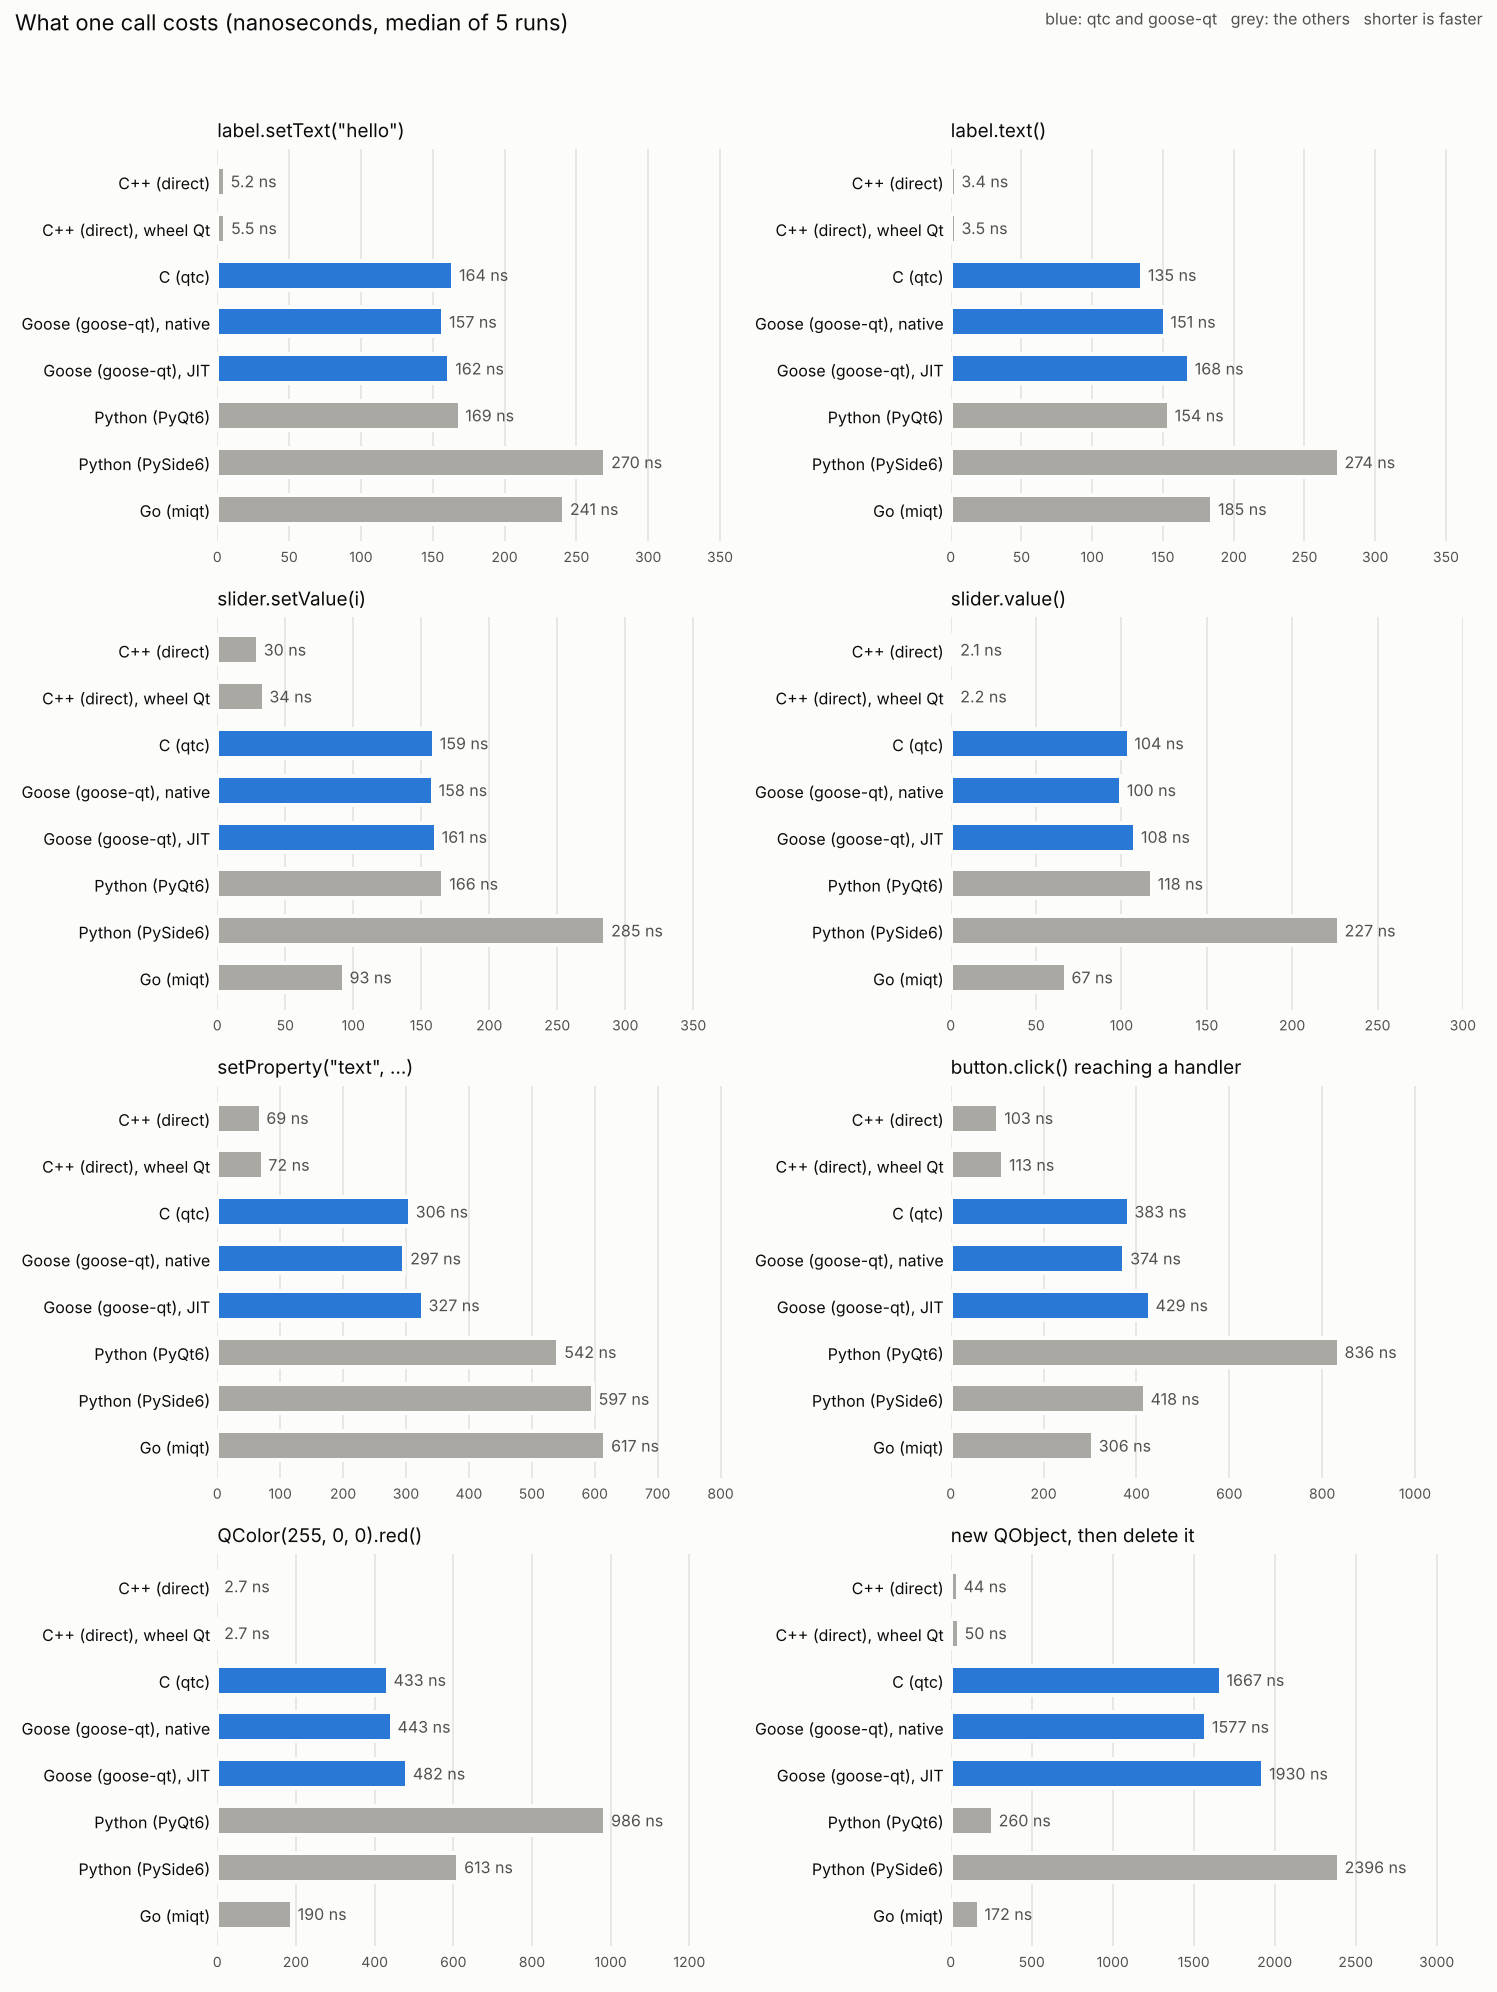 What one call costs (nanoseconds, median of 5 runs)
blue: qtc and goose-qt grey: the others shorter is faster
label.setText("hello")
C++ (direct) 5.2 ns
C++ (direct), wheel Qt 5.5 ns
C (qtc) 164 ns
Goose (goose-qt), native 157 ns
Goose (goose-qt), JIT 162 ns
Python (PyQt6) 169 ns
Python (PySide6) 270 ns
Go (miqt) 241 ns
0 50 100 150 200 250 300 350
label.text()
C++ (direct) 3.4 ns
C++ (direct), wheel Qt 3.5 ns
C (qtc) 135 ns
Goose (goose-qt), native 151 ns
Goose (goose-qt), JIT 168 ns
Python (PyQt6) 154 ns
Python (PySide6) 274 ns
Go (miqt) 185 ns
0 50 100 150 200 250 300 350
slider.setValue(i)
C++ (direct) 30 ns
C++ (direct), wheel Qt 34 ns
C (qtc) 159 ns
Goose (goose-qt), native 158 ns
Goose (goose-qt), JIT 161 ns
Python (PyQt6) 166 ns
Python (PySide6) 285 ns
Go (miqt) 93 ns
0 50 100 150 200 250 300 350
slider.value()
C++ (direct) 2.1 ns
C++ (direct), wheel Qt 2.2 ns
C (qtc) 104 ns
Goose (goose-qt), native 100 ns
Goose (goose-qt), JIT 108 ns
Python (PyQt6) 118 ns
Python (PySide6) 227 ns
Go (miqt) 67 ns
0 50 100 150 200 250 300
setProperty("text", ...)
C++ (direct) 69 ns
C++ (direct), wheel Qt 72 ns
C (qtc) 306 ns
Goose (goose-qt), native 297 ns
Goose (goose-qt), JIT 327 ns
Python (PyQt6) 542 ns
Python (PySide6) 597 ns
Go (miqt) 617 ns
0 100 200 300 400 500 600 700 800
button.click() reaching a handler
C++ (direct) 103 ns
C++ (direct), wheel Qt 113 ns
C (qtc) 383 ns
Goose (goose-qt), native 374 ns
Goose (goose-qt), JIT 429 ns
Python (PyQt6) 836 ns
Python (PySide6) 418 ns
Go (miqt) 306 ns
0 200 400 600 800 1000
QColor(255, 0, 0).red()
C++ (direct) 2.7 ns
C++ (direct), wheel Qt 2.7 ns
C (qtc) 433 ns
Goose (goose-qt), native 443 ns
Goose (goose-qt), JIT 482 ns
Python (PyQt6) 986 ns
Python (PySide6) 613 ns
Go (miqt) 190 ns
0 200 400 600 800 1000 1200
new QObject, then delete it
C++ (direct) 44 ns
C++ (direct), wheel Qt 50 ns
C (qtc) 1667 ns
Goose (goose-qt), native 1577 ns
Goose (goose-qt), JIT 1930 ns
Python (PyQt6) 260 ns
Python (PySide6) 2396 ns
Go (miqt) 172 ns
0 500 1000 1500 2000 2500 3000